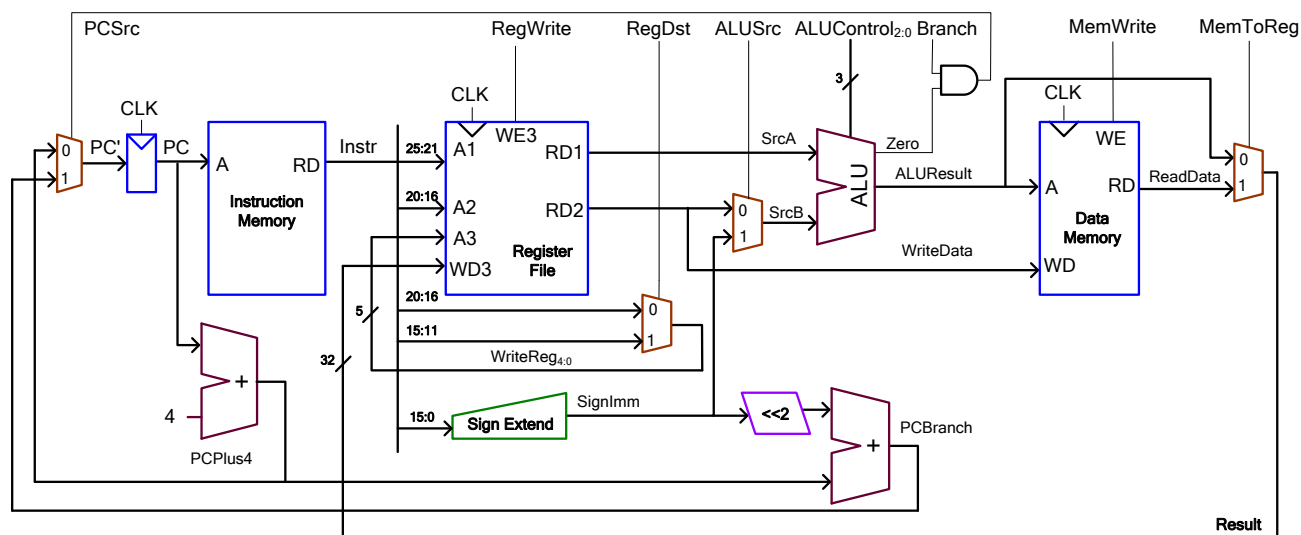 PCSrc
RegWrite
RegDst
ALUSrc
ALUControl2:0 Branch
MemWrite
MemToReg
CLK
PC'
PC
0
1
A
RD
Instruction
Memory
Instr
25:21
20:16
CLK
WE3
A1
A2
A3
WD3
RD1
RD2
Register
File
20:16
15:11
5
32
0
1
WriteReg4:0
15:0
Sign Extend
SignImm
SrcA
0
1
SrcB
3
ALU
Zero
ALUResult
WriteData
CLK
WE
A
RD
Data
Memory
WD
ReadData
0
1
4
+
PCPlus4
<<2
+
PCBranch
Result